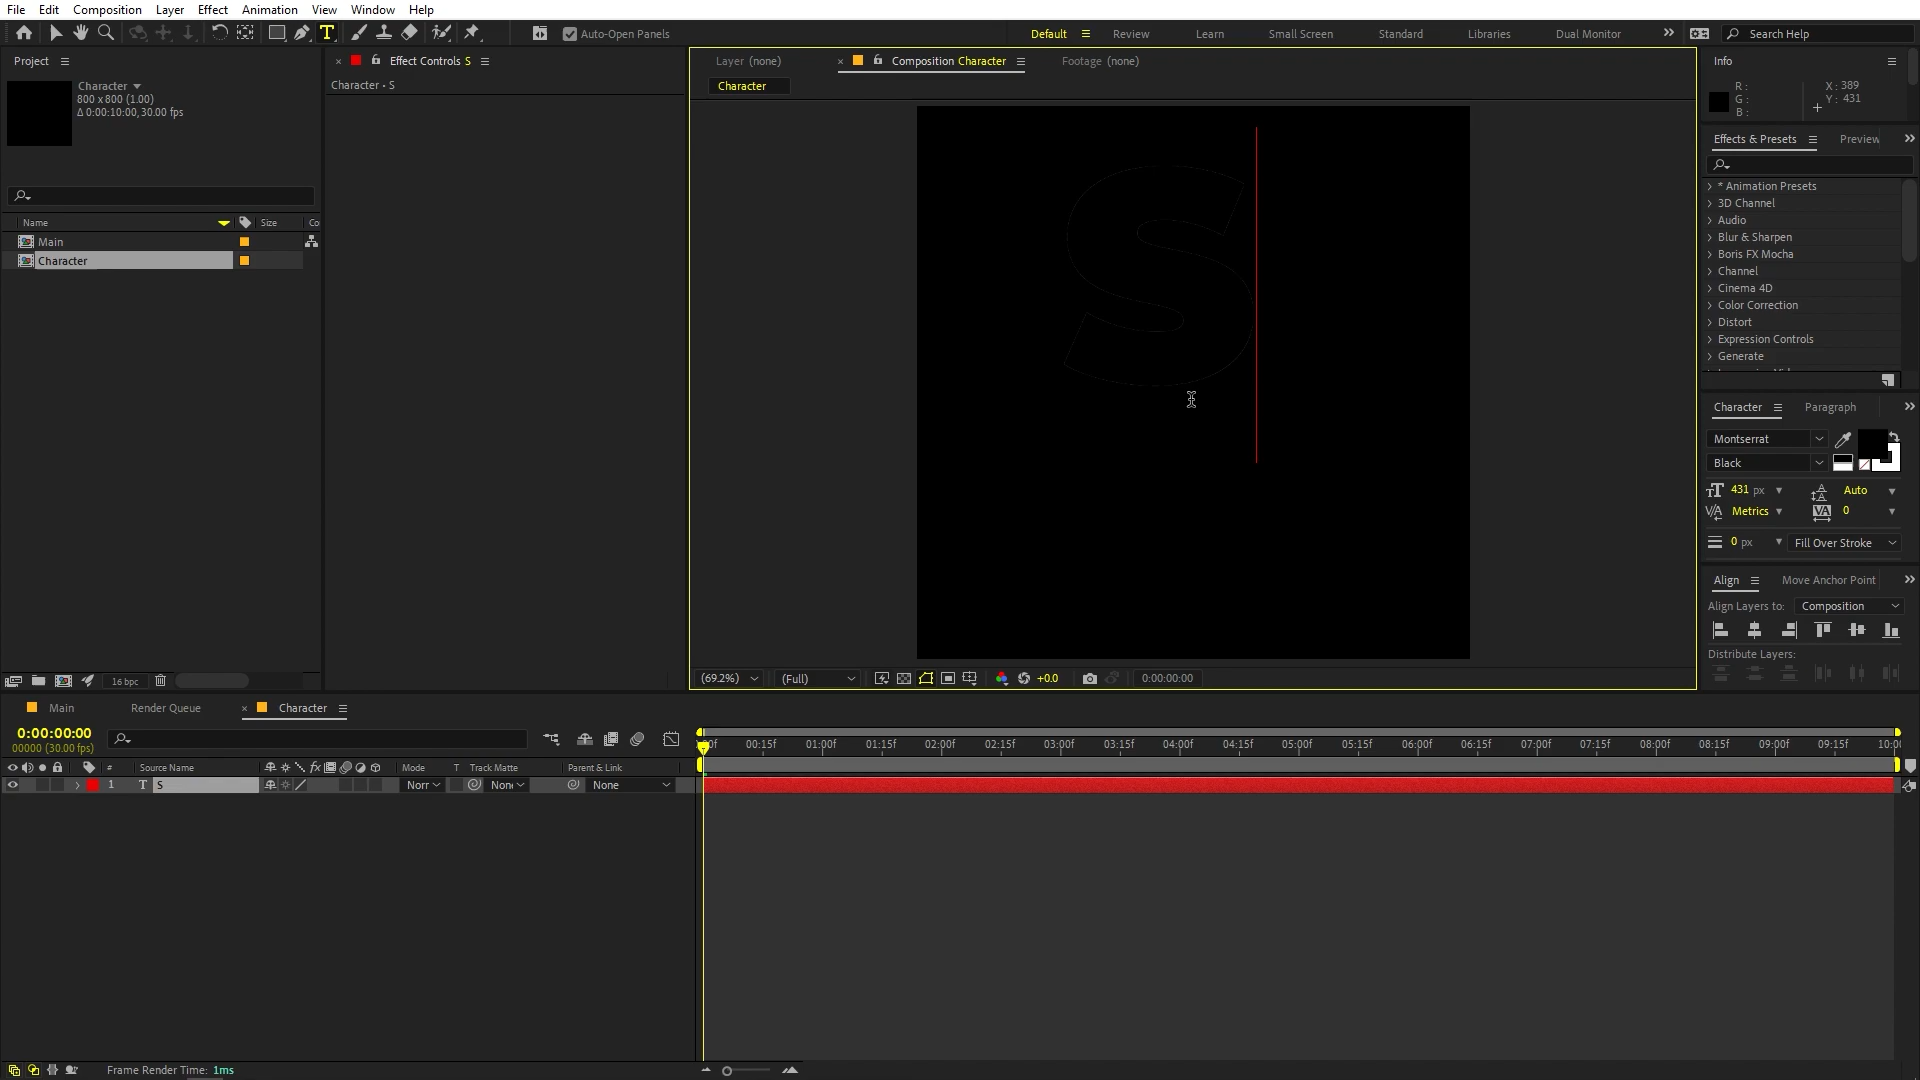 File Edit Composition Layer Effect Animation View Window Help
Auto-Open Panels Default Review Learn Small Screen Standard Libraries Dual Monitor Search Help
Project
Character
800 x 800 (1.00)
Δ 0:00:10:00, 30.00 fps
Name Size Co
Main
Character
16 bpc
Effect Controls S
Character • S
Layer (none) Composition Character Footage (none)
Character
S
(69.2%) (Full) +0.0 0:00:00:00
Info
R :
G :
B :
X : 389
Y : 431
Effects & Presets Preview
* Animation Presets
3D Channel
Audio
Blur & Sharpen
Boris FX Mocha
Channel
Cinema 4D
Color Correction
Distort
Expression Controls
Generate
Character Paragraph
Montserrat
Black
431 px Auto
Metrics 0
0 px Fill Over Stroke
Align Move Anchor Point
Align Layers to: Composition
Distribute Layers:
Main Render Queue Character
0:00:00:00
00000 (30.00 fps)
# Source Name Mode T Track Matte Parent & Link
1 T S Norr None None
00:15f 01:00f 01:15f 02:00f 02:15f 03:00f 03:15f 04:00f 04:15f 05:00f 05:15f 06:00f 06:15f 07:00f 07:15f 08:00f 08:15f 09:00f 09:15f 10:00
Frame Render Time: 1ms